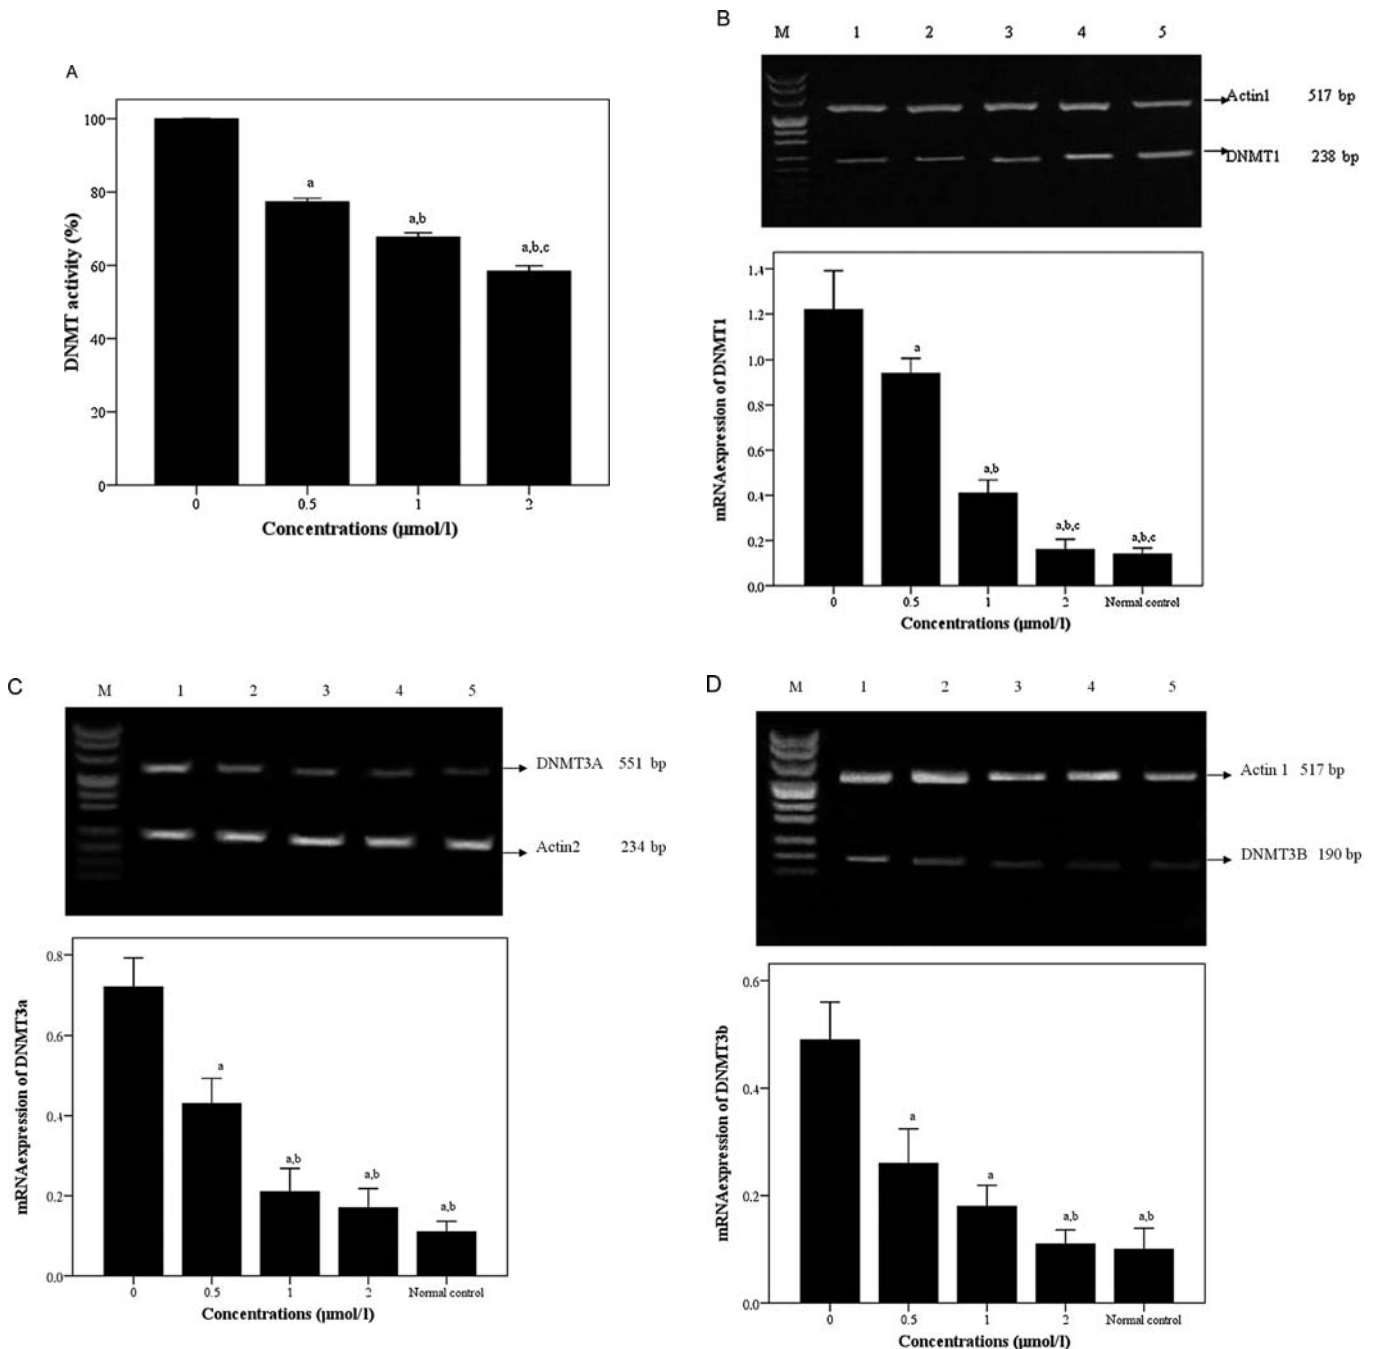 A
100
80
60
40
20
0
DNMT activity (%)
a
a,b
a,b,c
0 0.5 1 2
Concentrations (μmol/l)
B
M 1 2 3 4 5
Actin1 517 bp
DNMT1 238 bp
1.4
1.2
1.0
0.8
0.6
0.4
0.2
0.0
mRNAexpression of DNMT1
a
a,b
a,b,c
a,b,c
0 0.5 1 2 Normal control
Concentrations (μmol/l)
C
M 1 2 3 4 5
DNMT3A 551 bp
Actin2 234 bp
0.8
0.6
0.4
0.2
0.0
mRNAexpression of DNMT3a
a
a,b
a,b
a,b
0 0.5 1 2 Normal control
Concentrations (μmol/l)
D
M 1 2 3 4 5
Actin 1 517 bp
DNMT3B 190 bp
0.6
0.4
0.2
0.0
mRNAexpression of DNMT3b
a
a
a,b
a,b
0 0.5 1 2 Normal control
Concentrations (μmol/l)